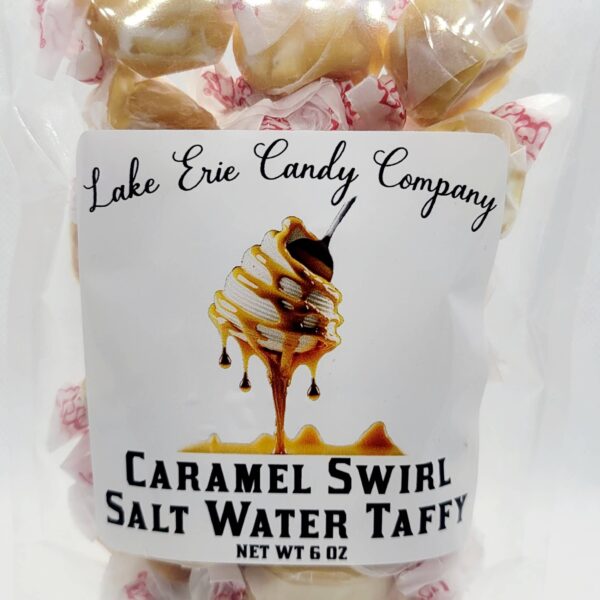 Lake Erie Candy Company
Caramel Swirl
Salt Water Taffy
Net Wt 6 oz